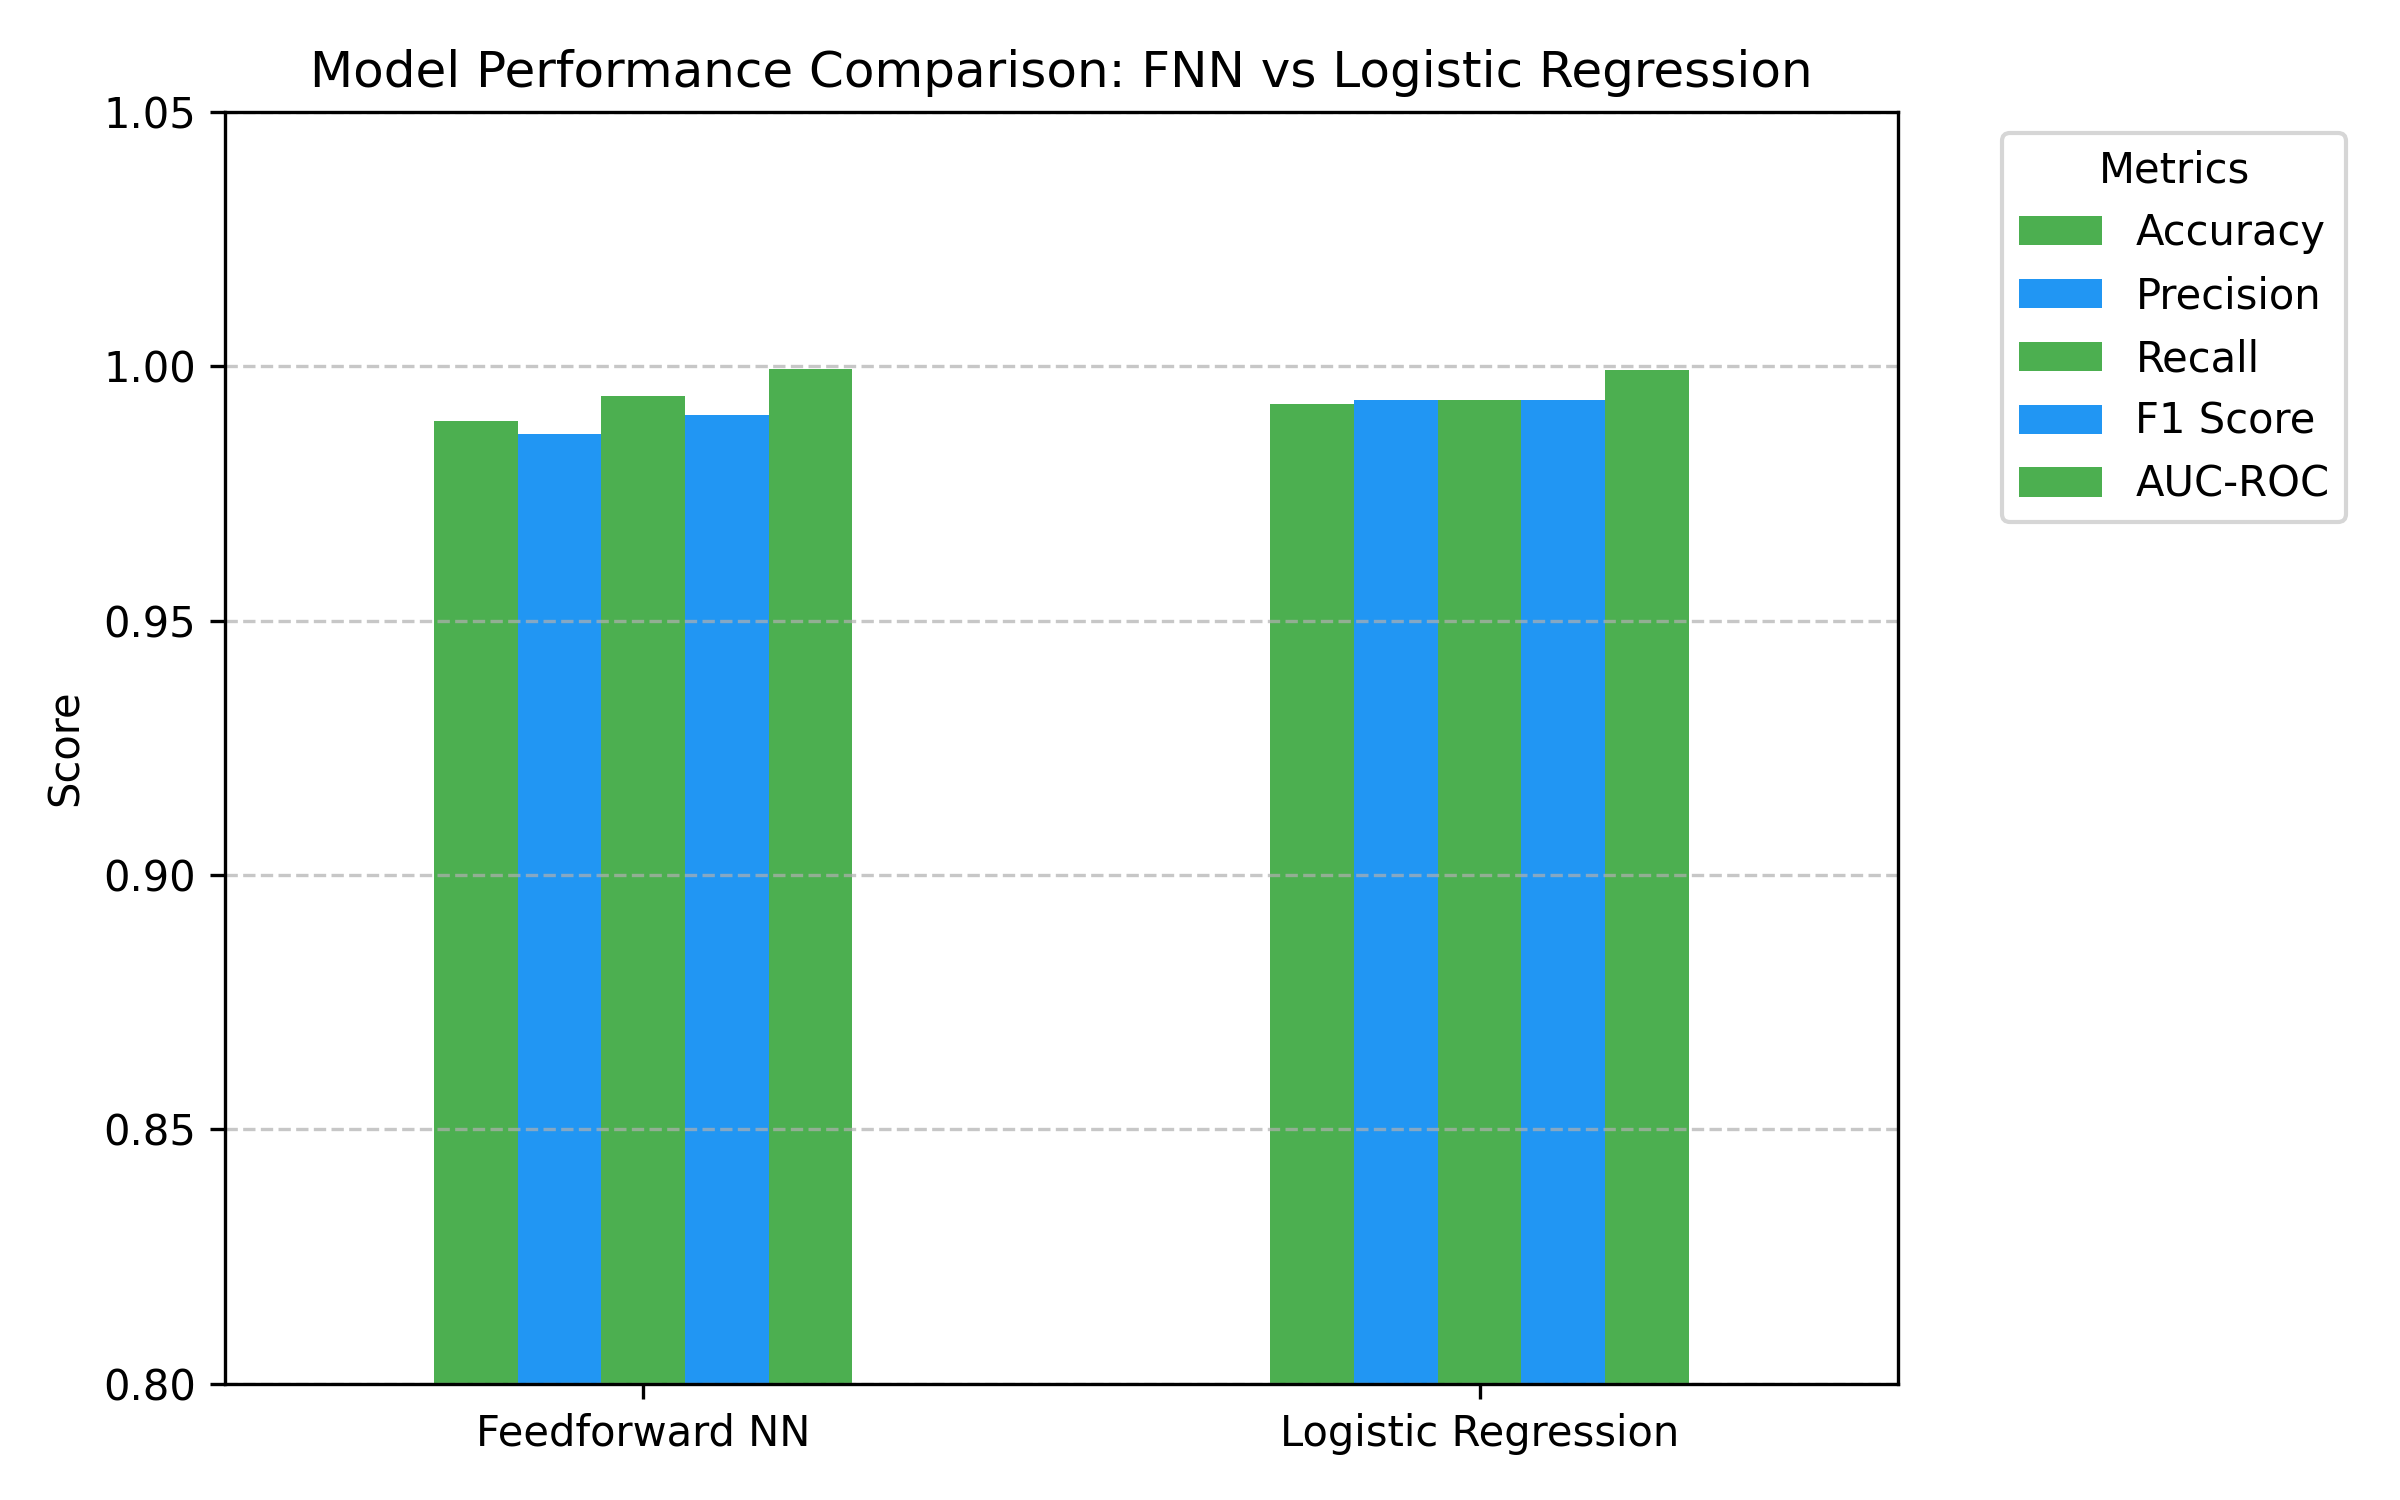 Model Performance Comparison: FNN vs Logistic Regression
1.05
1.00
0.95
0.90
0.85
0.80
Score
Feedforward NN
Logistic Regression
Metrics
Accuracy
Precision
Recall
F1 Score
AUC-ROC